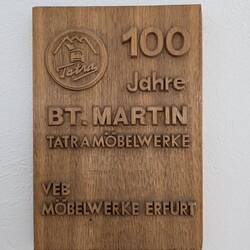 Tatra
100
Jahre
BT. MARTIN
TATRAMÖBELWERKE
VEB
MÖBELWERKE ERFURT